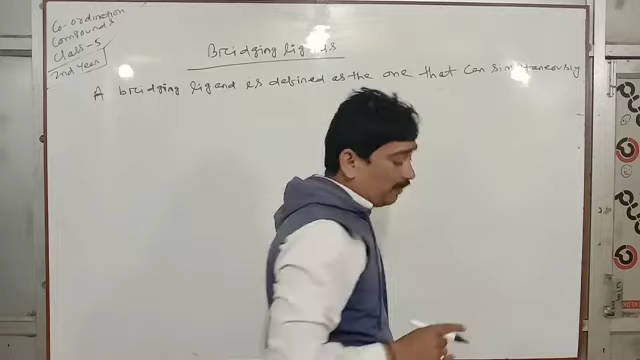 Co-ordination
Compounds
Class-5
2nd Year
Bridging ligands
A bridging ligand is defined as the one that can simultaneously